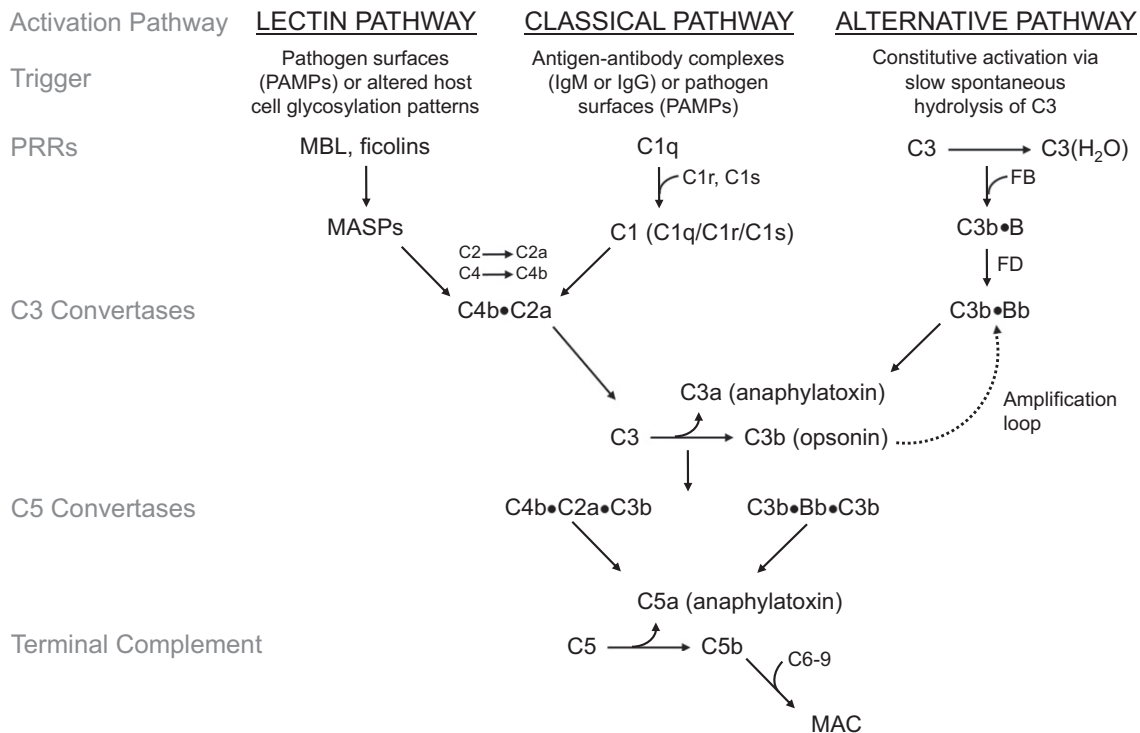 Activation Pathway LECTIN PATHWAY CLASSICAL PATHWAY ALTERNATIVE PATHWAY
Trigger
Pathogen surfaces
(PAMPs) or altered host
cell glycosylation patterns
Antigen-antibody complexes
(IgM or IgG) or pathogen
surfaces (PAMPs)
Constitutive activation via
slow spontaneous
hydrolysis of C3
PRRs
MBL, ficolins
C1q
C3 C3(H₂O)
C1r, C1s
FB
MASPs
C1 (C1q/C1r/C1s)
C3b•B
C2 C2a
C4 C4b
FD
C3 Convertases
C4b•C2a
C3b•Bb
C3a (anaphylatoxin)
Amplification
loop
C3 C3b (opsonin)
C5 Convertases
C4b•C2a•C3b
C3b•Bb•C3b
C5a (anaphylatoxin)
Terminal Complement
C5 C5b
C6-9
MAC